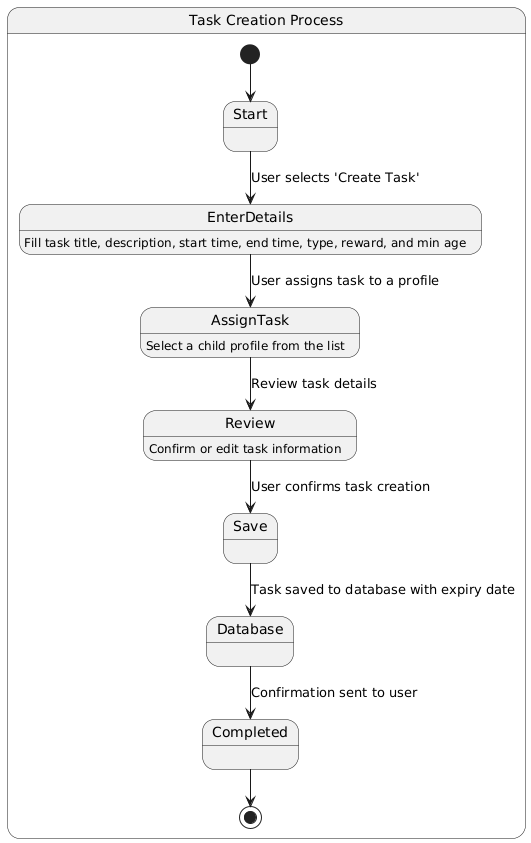 Task Creation Process
Start
User selects 'Create Task'
EnterDetails
Fill task title, description, start time, end time, type, reward, and min age
User assigns task to a profile
AssignTask
Select a child profile from the list
Review task details
Review
Confirm or edit task information
User confirms task creation
Save
Task saved to database with expiry date
Database
Confirmation sent to user
Completed